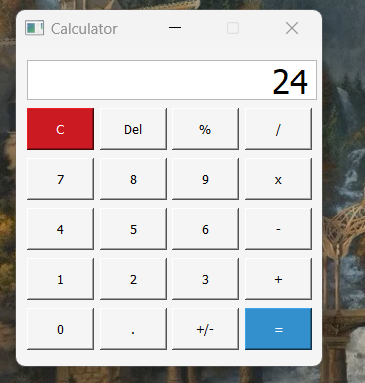 Calculator
24
C Del % /
7 8 9 x
4 5 6 -
1 2 3 +
0 . +/- =